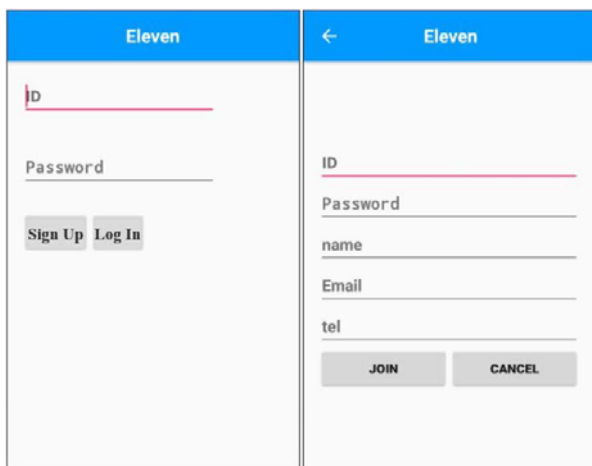 Eleven
ID
Password
Sign Up Log In
Eleven
ID
Password
name
Email
tel
JOIN CANCEL